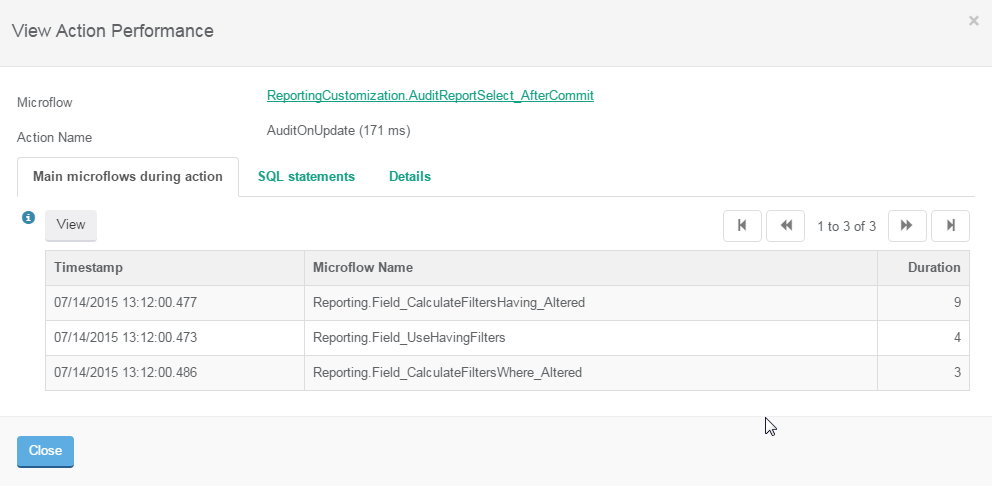 View Action Performance
×
Microflow
ReportingCustomization.AuditReportSelect_AfterCommit
Action Name
AuditOnUpdate (171 ms)
Main microflows during action
SQL statements
Details
View
1 to 3 of 3
Timestamp Microflow Name Duration
07/14/2015 13:12:00.477 Reporting.Field_CalculateFiltersHaving_Altered 9
07/14/2015 13:12:00.473 Reporting.Field_UseHavingFilters 4
07/14/2015 13:12:00.486 Reporting.Field_CalculateFiltersWhere_Altered 3
Close